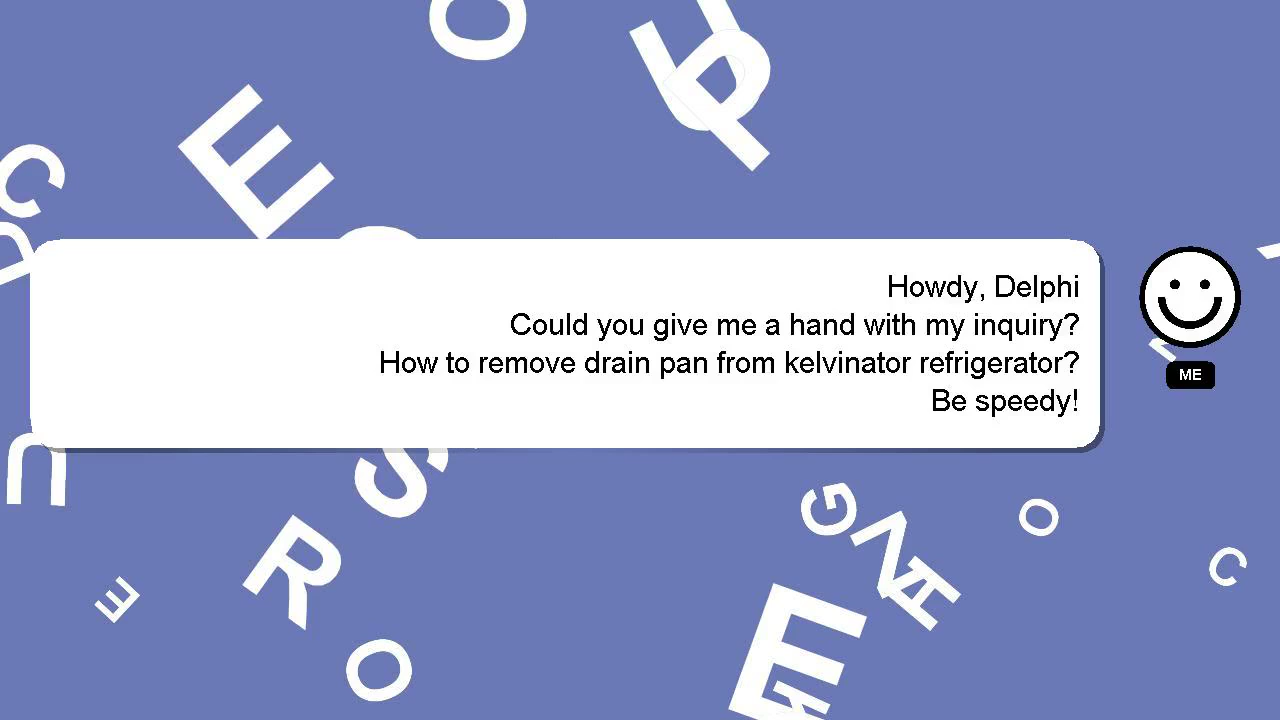 Howdy, Delphi
Could you give me a hand with my inquiry?
How to remove drain pan from kelvinator refrigerator?
Be speedy!
ME